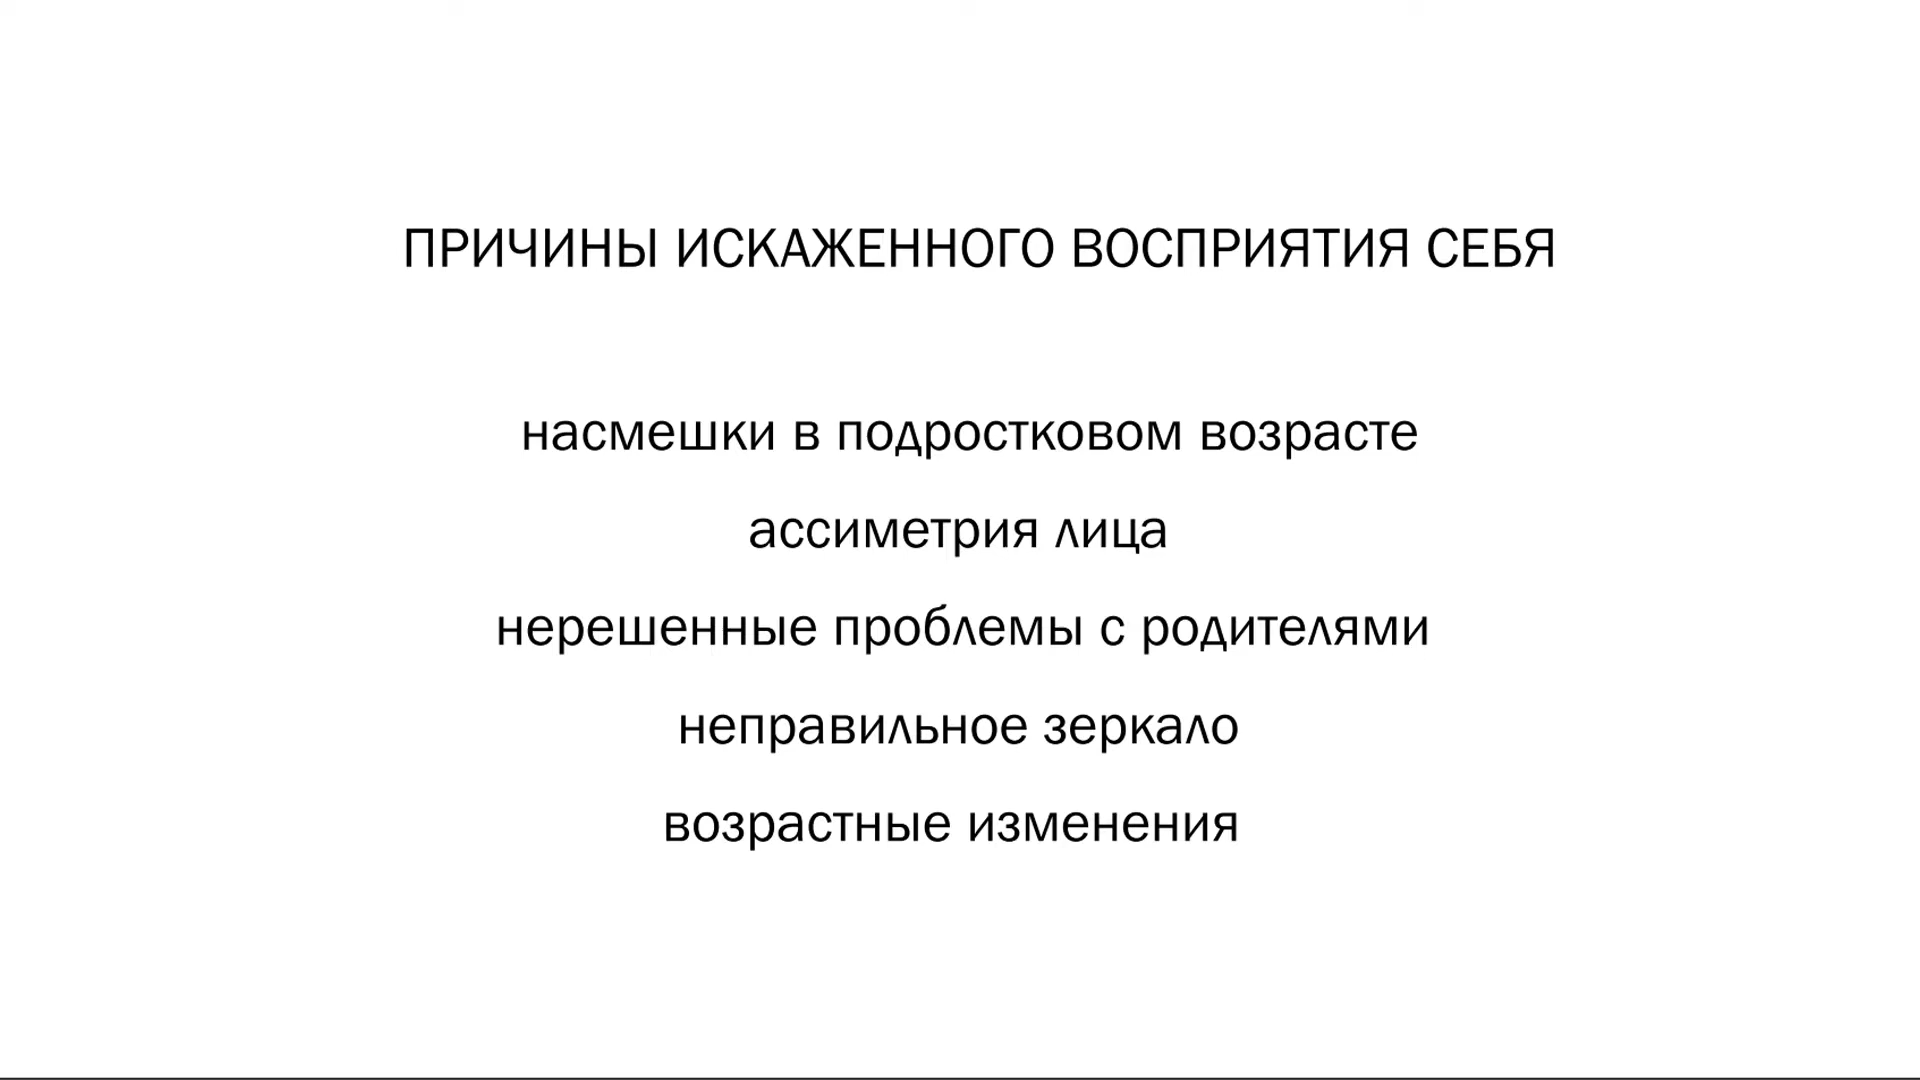 ПРИЧИНЫ ИСКАЖЕННОГО ВОСПРИЯТИЯ СЕБЯ
насмешки в подростковом возрасте
ассиметрия лица
нерешенные проблемы с родителями
неправильное зеркало
возрастные изменения